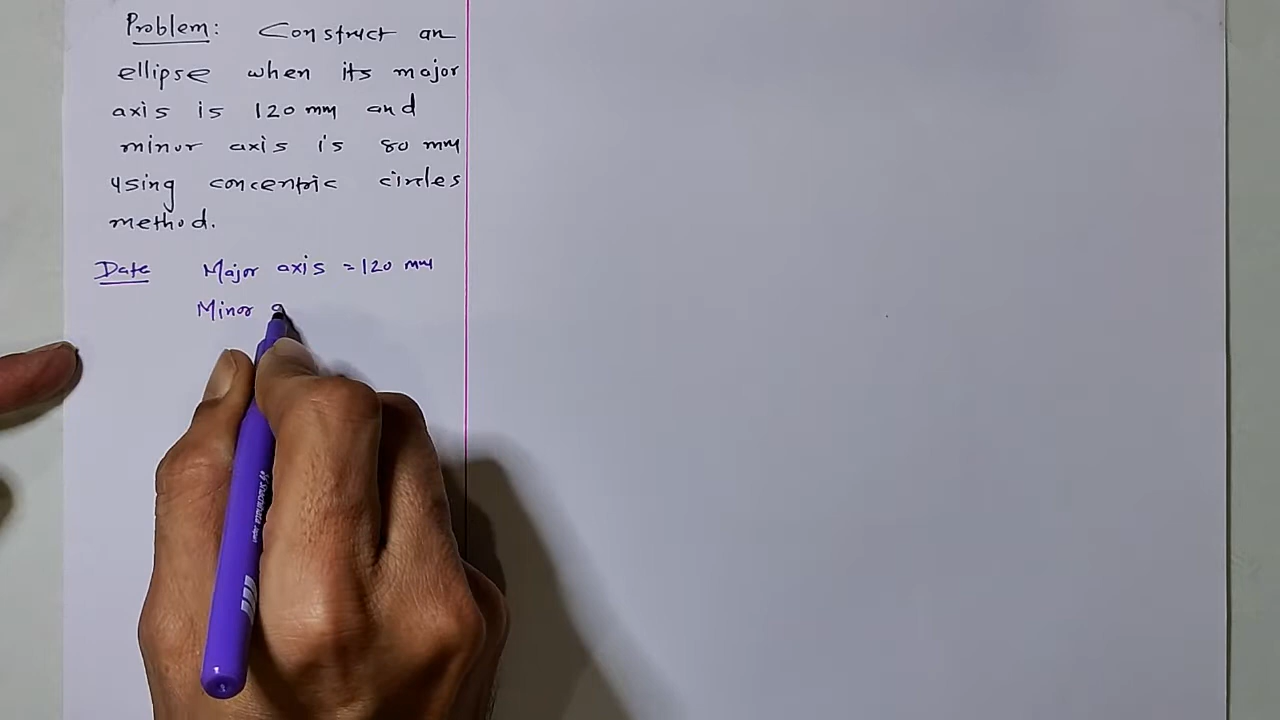 Problem: Construct an
ellipse when its major
axis is 120 mm and
minor axis is 80 mm
using concentric circles
method.
Date Major axis = 120 mm
Minor a